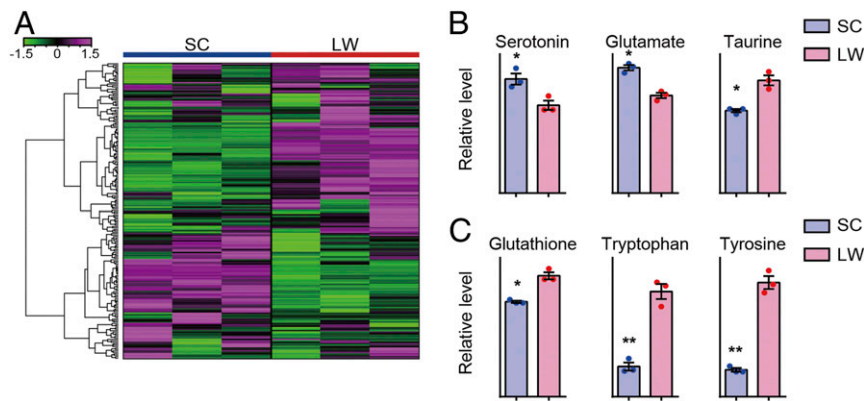 A
-1.5 0 1.5
SC LW
B
Serotonin Glutamate Taurine
* * *
Relative level
SC
LW
C
Glutathione Tryptophan Tyrosine
* ** **
Relative level
SC
LW